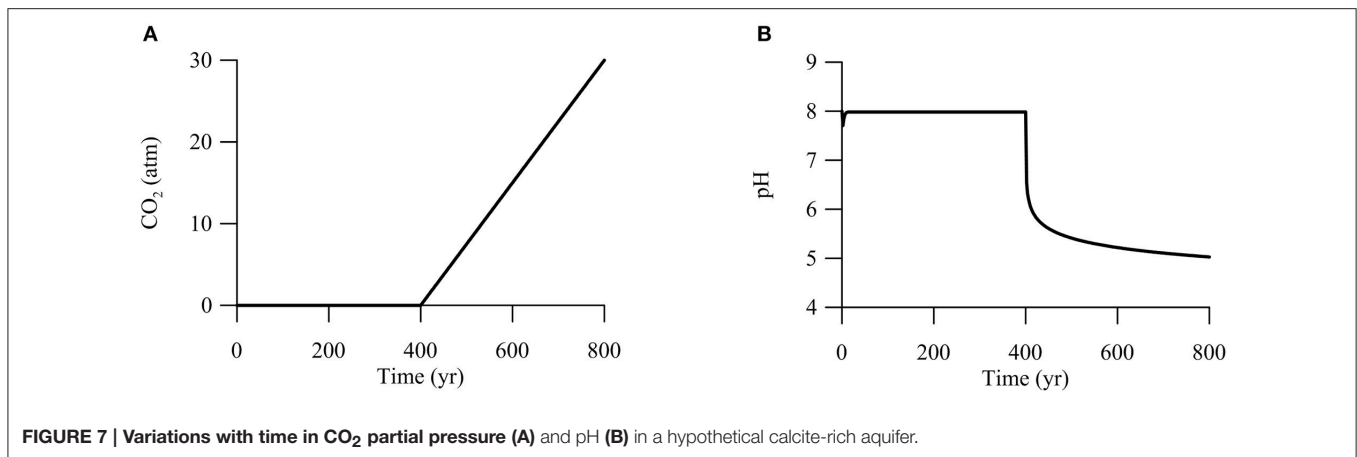 A
30
20
10
0
CO₂ (atm)
0 200 400 600 800
Time (yr)
B
9
8
7
6
5
4
pH
0 200 400 600 800
Time (yr)
FIGURE 7 | Variations with time in CO₂ partial pressure (A) and pH (B) in a hypothetical calcite-rich aquifer.